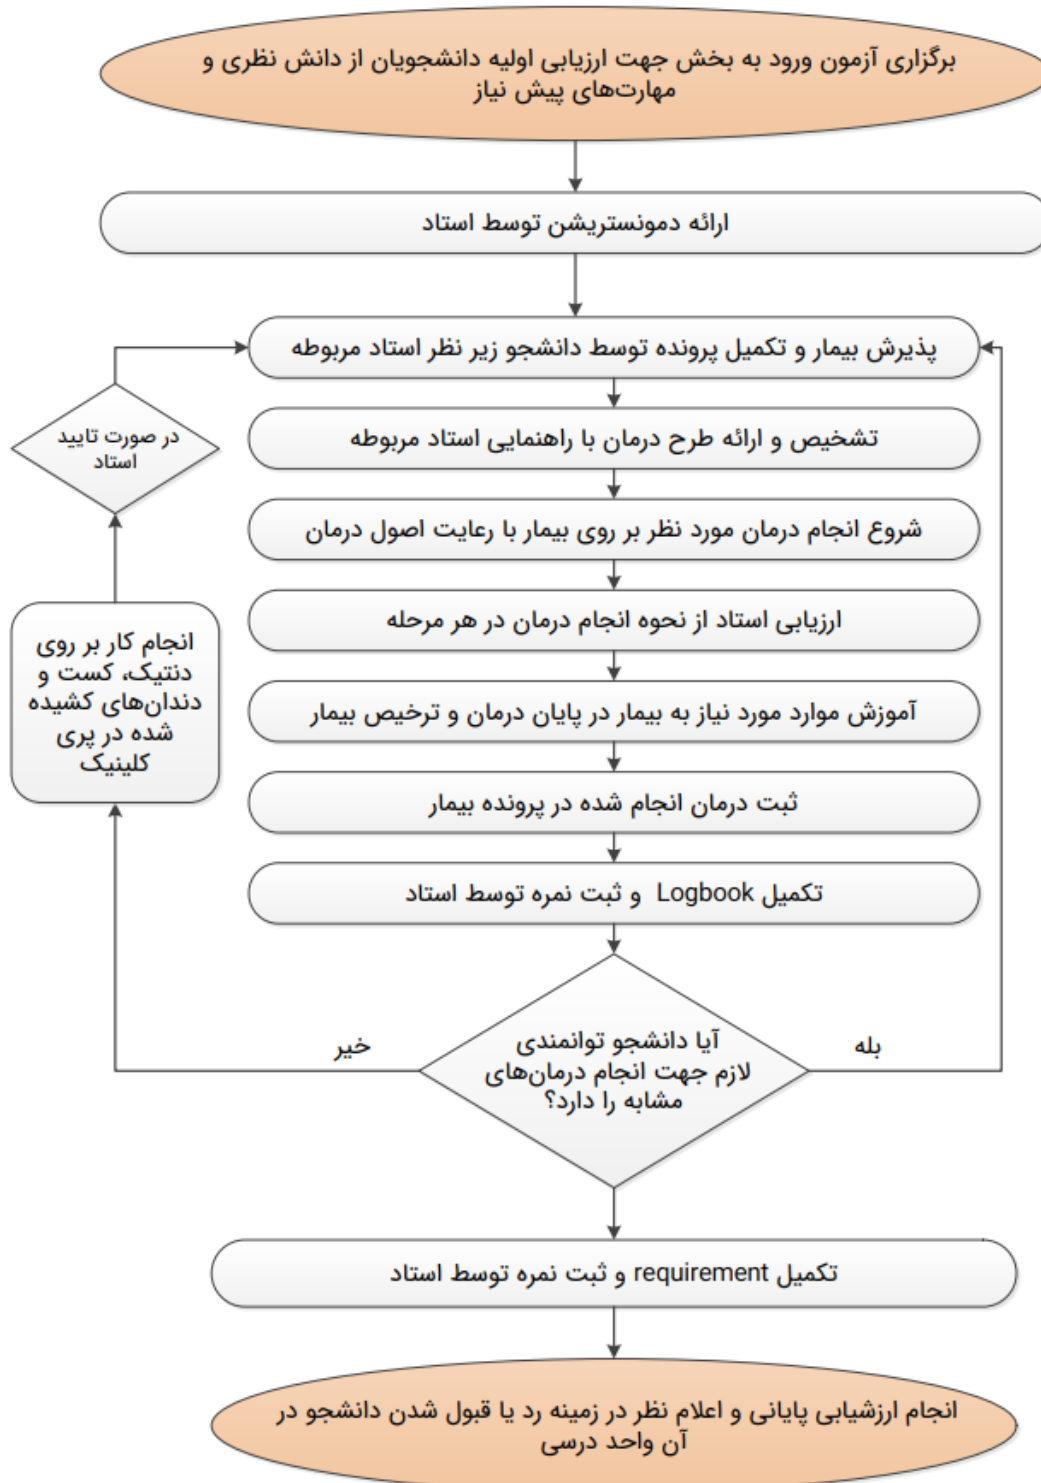 برگزاری آزمون ورود به بخش جهت ارزیابی اولیه دانشجویان از دانش نظری و
مهارت‌های پیش نیاز
ارائه دمونستریشن توسط استاد
پذیرش بیمار و تکمیل پرونده توسط دانشجو زیر نظر استاد مربوطه
تشخیص و ارائه طرح درمان با راهنمایی استاد مربوطه
شروع انجام درمان مورد نظر بر روی بیمار با رعایت اصول درمان
ارزیابی استاد از نحوه انجام درمان در هر مرحله
آموزش موارد مورد نیاز به بیمار در پایان درمان و ترخیص بیمار
ثبت درمان انجام شده در پرونده بیمار
تکمیل Logbook و ثبت نمره توسط استاد
آیا دانشجو توانمندی
لازم جهت انجام درمان‌های
مشابه را دارد؟
بله
خیر
انجام کار بر روی
دنتیک، کست و
دندان‌های کشیده
شده در پری
کلینیک
در صورت تایید
استاد
تکمیل requirement و ثبت نمره توسط استاد
انجام ارزشیابی پایانی و اعلام نظر در زمینه رد یا قبول شدن دانشجو در
آن واحد درسی